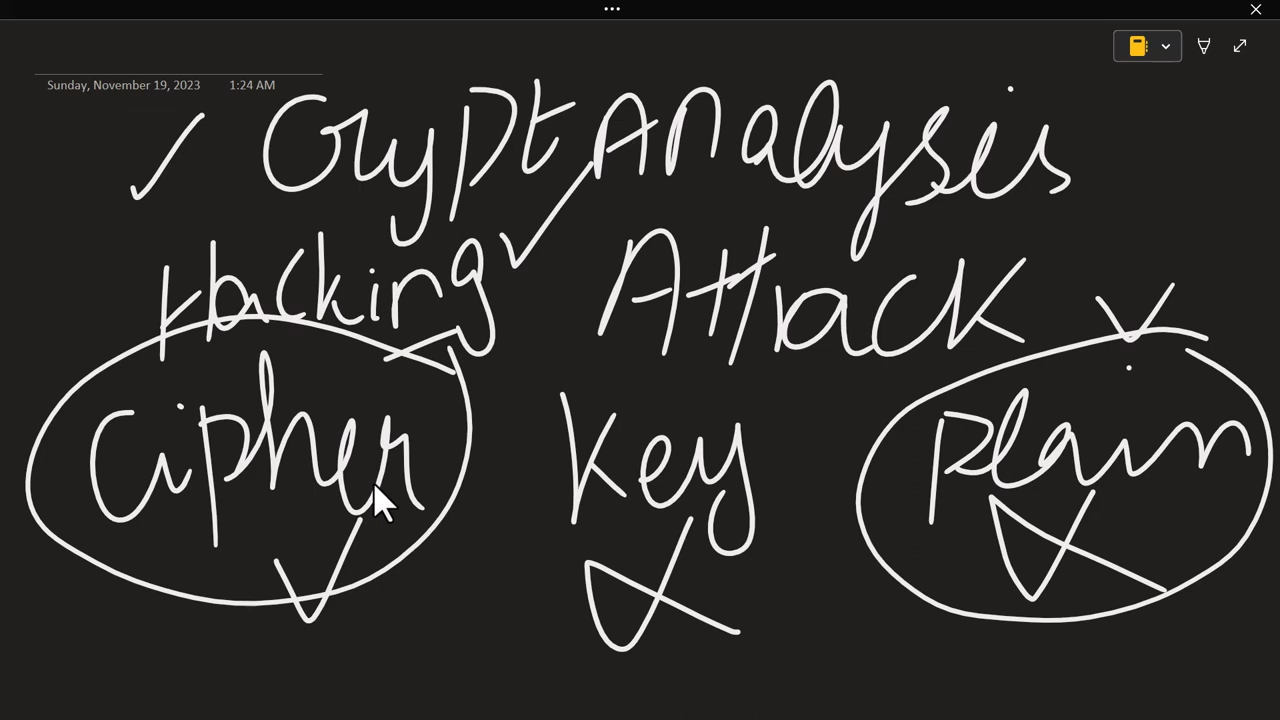 Sunday, November 19, 2023 1:24 AM
CryptAnalysis
Hacking Attack
Cipher Key Plain